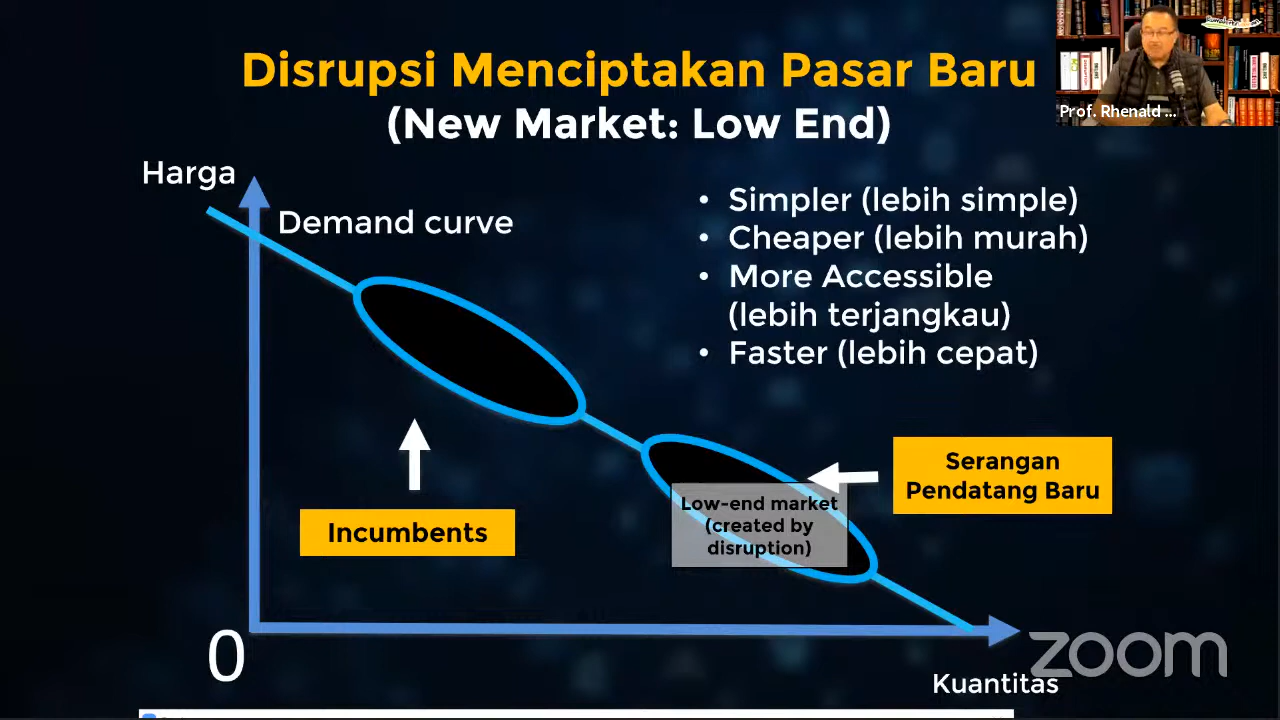 Disrupsi Menciptakan Pasar Baru
(New Market: Low End)
Prof. Rhenald ...
Harga
Demand curve
• Simpler (lebih simple)
• Cheaper (lebih murah)
• More Accessible
(lebih terjangkau)
• Faster (lebih cepat)
Serangan
Pendatang Baru
Low-end market
(created by
disruption)
Incumbents
0
zoom
Kuantitas